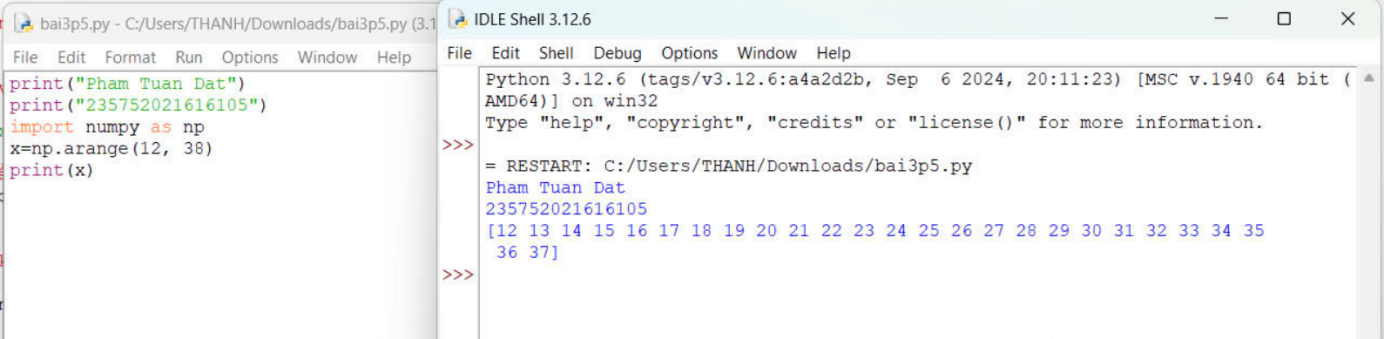 bai3p5.py - C:/Users/THANH/Downloads/bai3p5.py (3.1
File Edit Format Run Options Window Help
print("Pham Tuan Dat")
print("235752021616105")
import numpy as np
x=np.arange(12, 38)
print(x)
IDLE Shell 3.12.6
File Edit Shell Debug Options Window Help
Python 3.12.6 (tags/v3.12.6:a4a2d2b, Sep  6 2024, 20:11:23) [MSC v.1940 64 bit (
AMD64)] on win32
Type "help", "copyright", "credits" or "license()" for more information.
>>>
= RESTART: C:/Users/THANH/Downloads/bai3p5.py
Pham Tuan Dat
235752021616105
[12 13 14 15 16 17 18 19 20 21 22 23 24 25 26 27 28 29 30 31 32 33 34 35
 36 37]
>>>